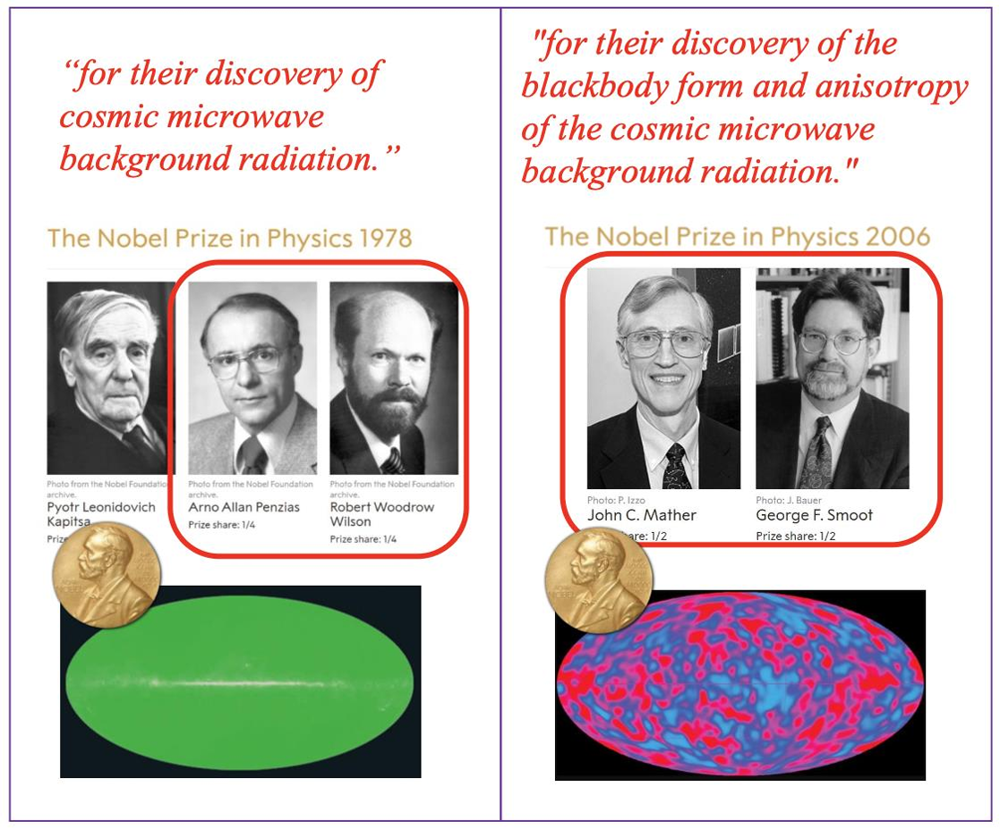 “for their discovery of
cosmic microwave
background radiation.”
The Nobel Prize in Physics 1978
Photo from the Nobel Foundation
archive.
Pyotr Leonidovich
Kapitsa
Prize
Photo from the Nobel Foundation
archive.
Arno Allan Penzias
Prize share: 1/4
Photo from the Nobel Foundation
archive.
Robert Woodrow
Wilson
Prize share: 1/4
"for their discovery of the
blackbody form and anisotropy
of the cosmic microwave
background radiation."
The Nobel Prize in Physics 2006
Photo: P. Izzo
John C. Mather
are: 1/2
Photo: J. Bauer
George F. Smoot
Prize share: 1/2